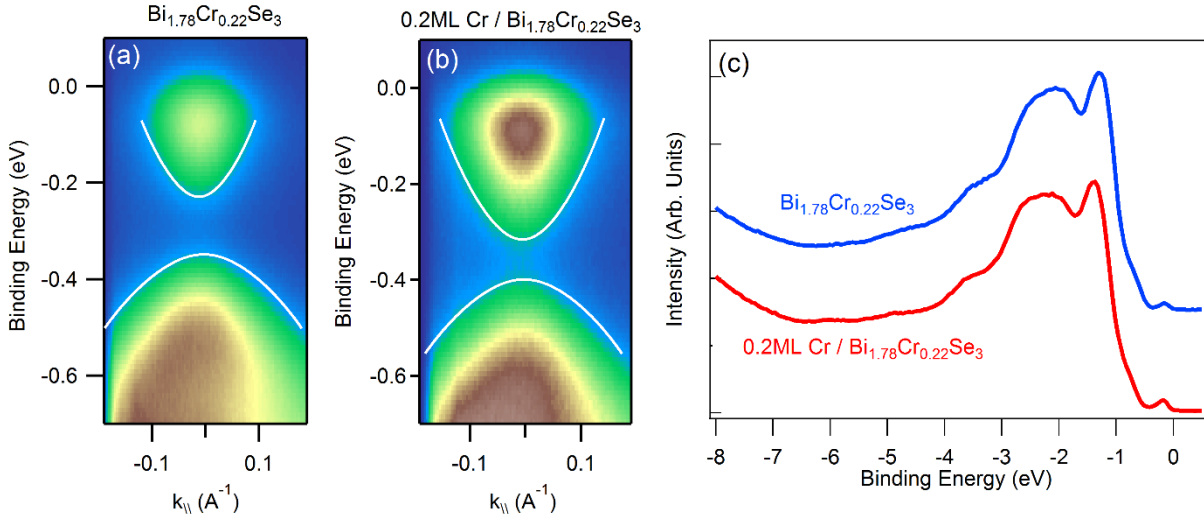 Bi₁.₇₈Cr₀.₂₂Se₃
(a)
0.0
-0.2
-0.4
-0.6
Binding Energy (eV)
-0.1
0.1
k_\\ (A⁻¹)
0.2ML Cr / Bi₁.₇₈Cr₀.₂₂Se₃
(b)
0.0
-0.2
-0.4
-0.6
Binding Energy (eV)
-0.1
0.1
k_\\ (A⁻¹)
(c)
Intensity (Arb. Units)
Bi₁.₇₈Cr₀.₂₂Se₃
0.2ML Cr / Bi₁.₇₈Cr₀.₂₂Se₃
-8 -7 -6 -5 -4 -3 -2 -1 0
Binding Energy (eV)